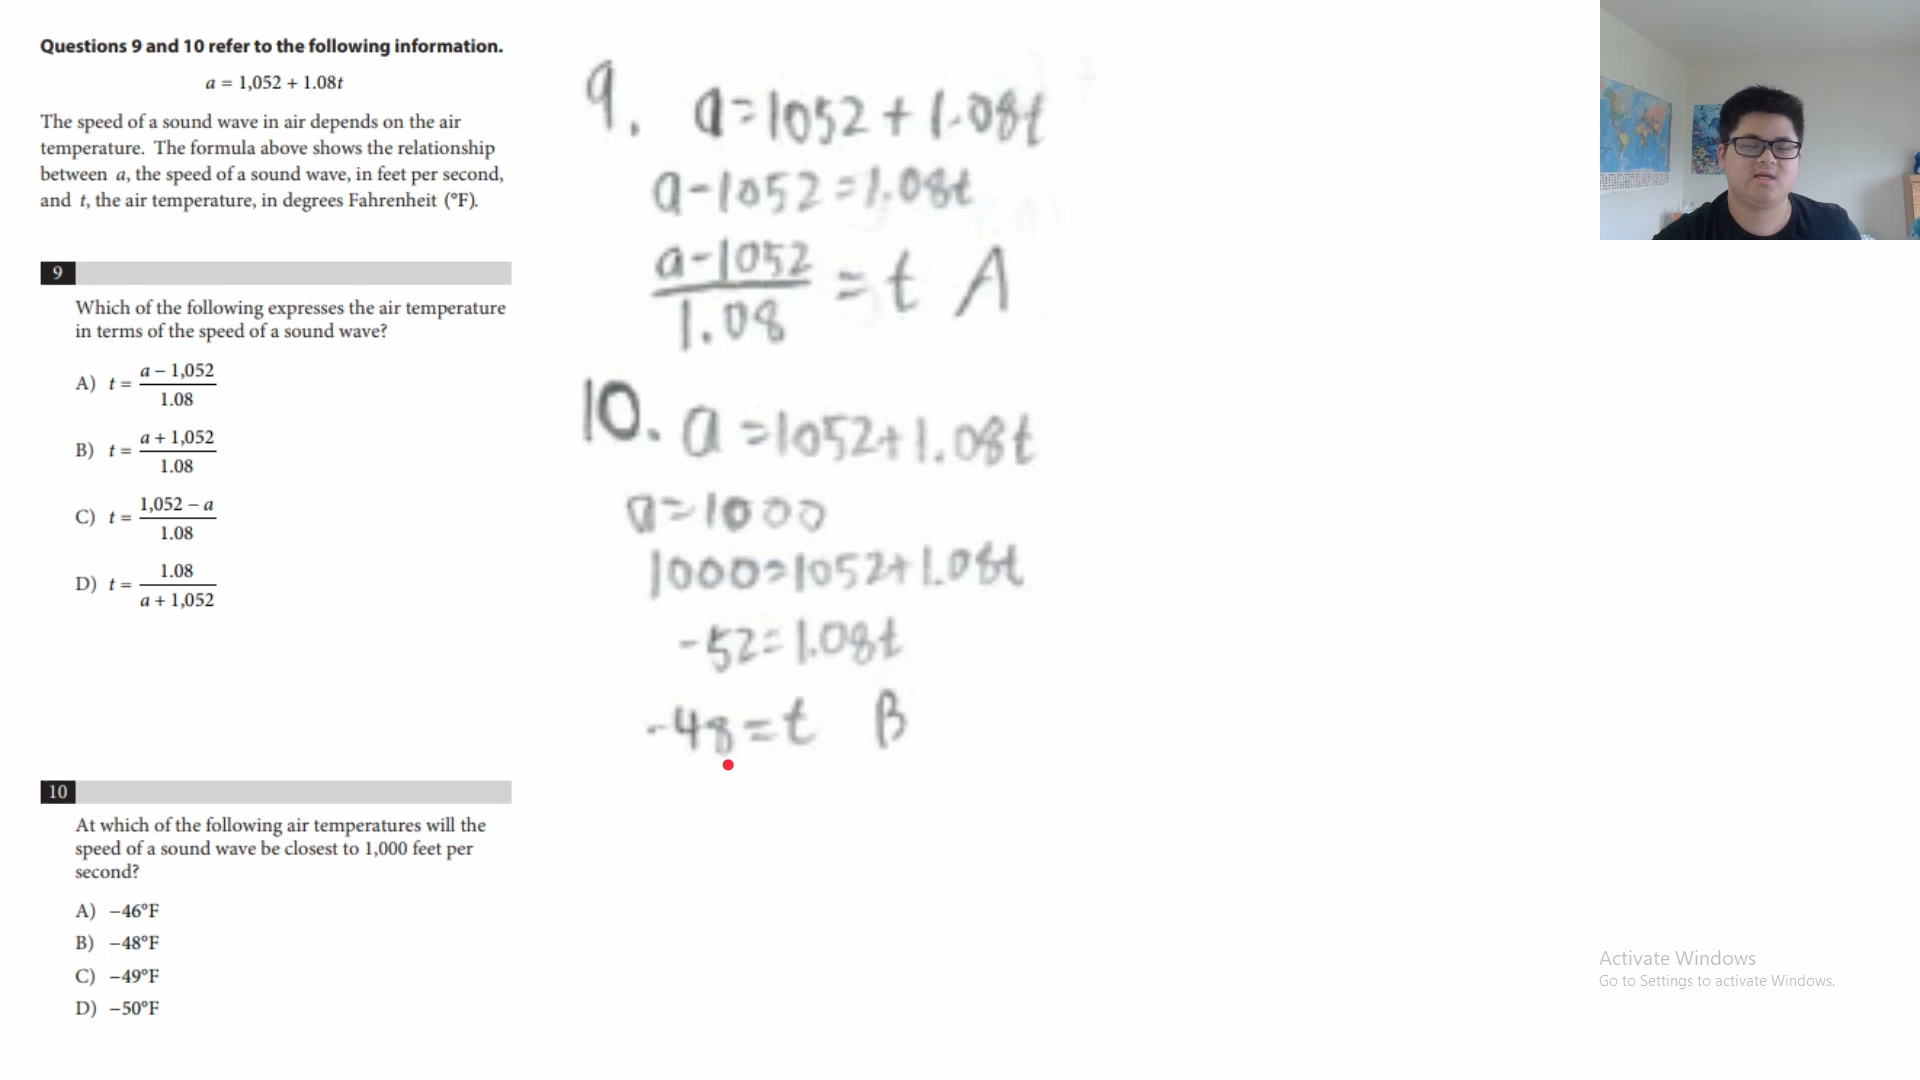 Questions 9 and 10 refer to the following information.
a = 1,052 + 1.08t
The speed of a sound wave in air depends on the air
temperature. The formula above shows the relationship
between a, the speed of a sound wave, in feet per second,
and t, the air temperature, in degrees Fahrenheit (°F).
9
Which of the following expresses the air temperature
in terms of the speed of a sound wave?
A) t = a − 1,052
1.08
B) t = a + 1,052
1.08
C) t = 1,052 − a
1.08
D) t = 1.08
a + 1,052
10
At which of the following air temperatures will the
speed of a sound wave be closest to 1,000 feet per
second?
A) −46°F
B) −48°F
C) −49°F
D) −50°F
9. a=1052+1.08t
a-1052=1.08t
a-1052
1.08
=t A
10. a=1052+1.08t
a=1000
1000=1052+1.08t
-52=1.08t
-48=t B
Activate Windows
Go to Settings to activate Windows.